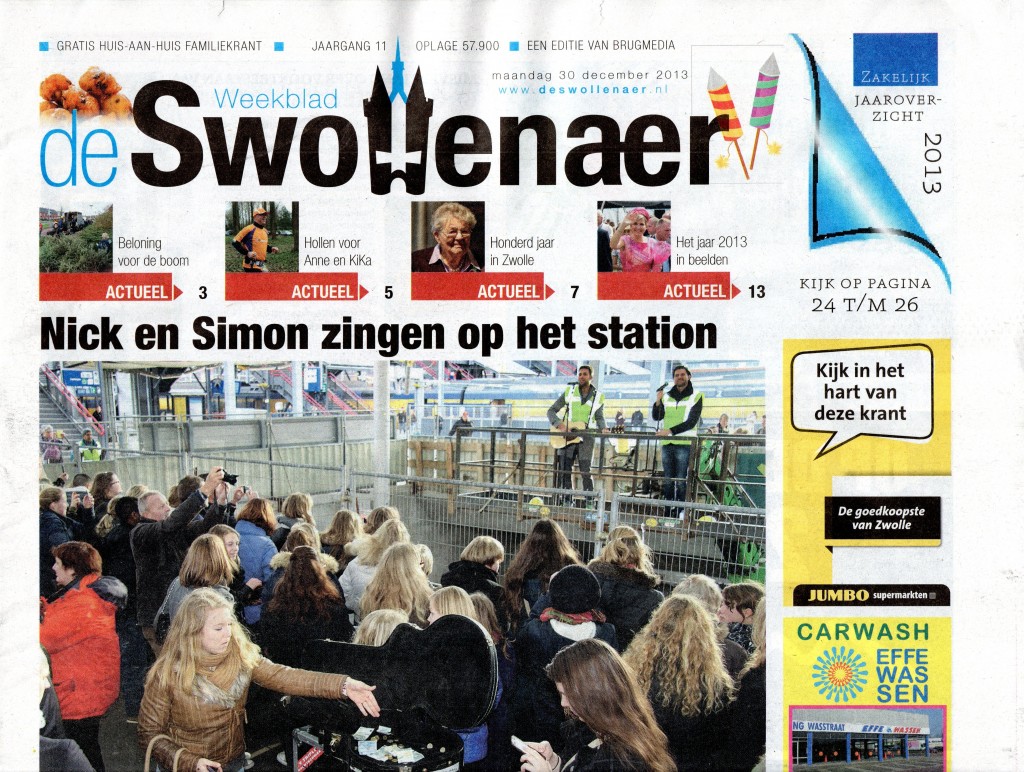 GRATIS HUIS-AAN-HUIS FAMILIEKRANT JAARGANG 11 OPLAGE 57.900 EEN EDITIE VAN BRUGMEDIA
maandag 30 december 2013
www.deswollenaer.nl
Weekblad
de Swollenaer
ZAKELIJK
JAAROVER-
ZICHT
2013
KIJK OP PAGINA
24 T/M 26
Beloning
voor de boom
ACTUEEL 3
Hollen voor
Anne en KiKa
ACTUEEL 5
Honderd jaar
in Zwolle
ACTUEEL 7
Het jaar 2013
in beelden
ACTUEEL 13
Nick en Simon zingen op het station
Kijk in het
hart van
deze krant
De goedkoopste
van Zwolle
JUMBO supermarkten
CARWASH
EFFE
WAS
SEN
NG WASSTRAAT EFFE WASSEN